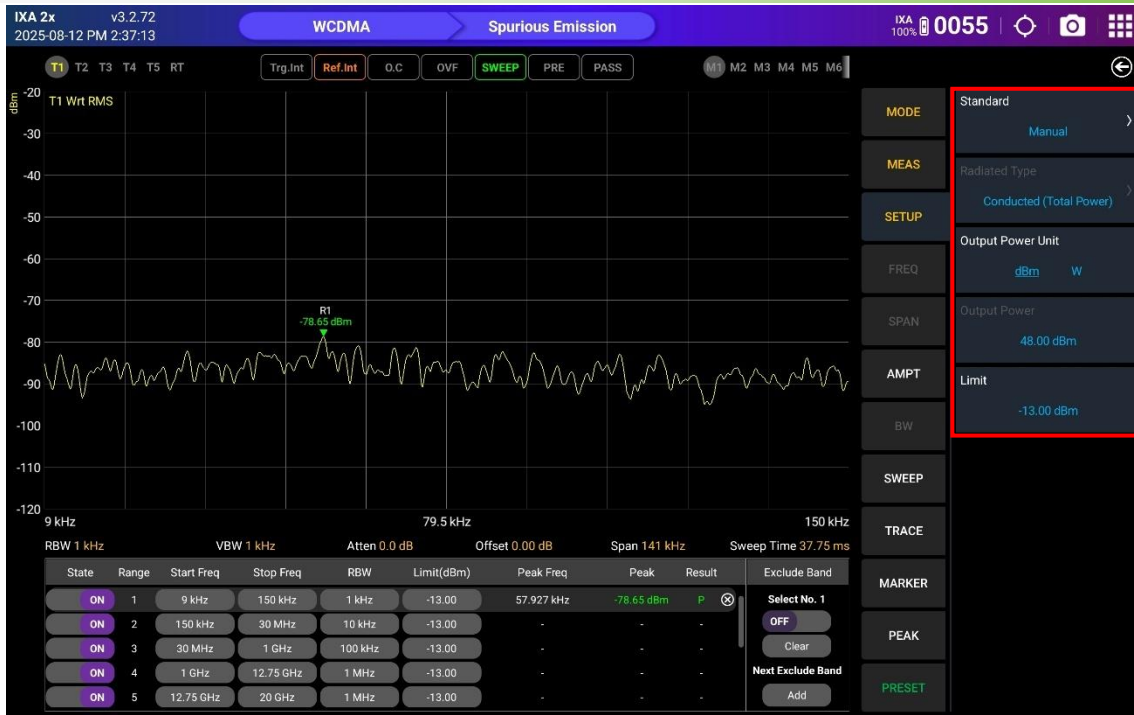 IXA 2x v3.2.72
2025-08-12 PM 2:37:13
WCDMA Spurious Emission
IXA
100% 0055
T1 T2 T3 T4 T5 RT
Trg.Int Ref.Int O.C OVF SWEEP PRE PASS
M1 M2 M3 M4 M5 M6
dBm
T1 Wrt RMS
-20
-30
-40
-50
-60
-70
-80
-90
-100
-110
-120
R1
-78.65 dBm
9 kHz 79.5 kHz 150 kHz
RBW 1 kHz VBW 1 kHz Atten 0.0 dB Offset 0.00 dB Span 141 kHz Sweep Time 37.75 ms
State Range Start Freq Stop Freq RBW Limit(dBm) Peak Freq Peak Result
ON 1 9 kHz 150 kHz 1 kHz -13.00 57.927 kHz -78.65 dBm P
ON 2 150 kHz 30 MHz 10 kHz -13.00 - - -
ON 3 30 MHz 1 GHz 100 kHz -13.00 - - -
ON 4 1 GHz 12.75 GHz 1 MHz -13.00 - - -
ON 5 12.75 GHz 20 GHz 1 MHz -13.00 - - -
Exclude Band
Select No. 1
OFF
Clear
Next Exclude Band
Add
MODE
MEAS
SETUP
FREQ
SPAN
AMPT
BW
SWEEP
TRACE
MARKER
PEAK
PRESET
Standard
Manual
Radiated Type
Conducted (Total Power)
Output Power Unit
dBm W
Output Power
48.00 dBm
Limit
-13.00 dBm